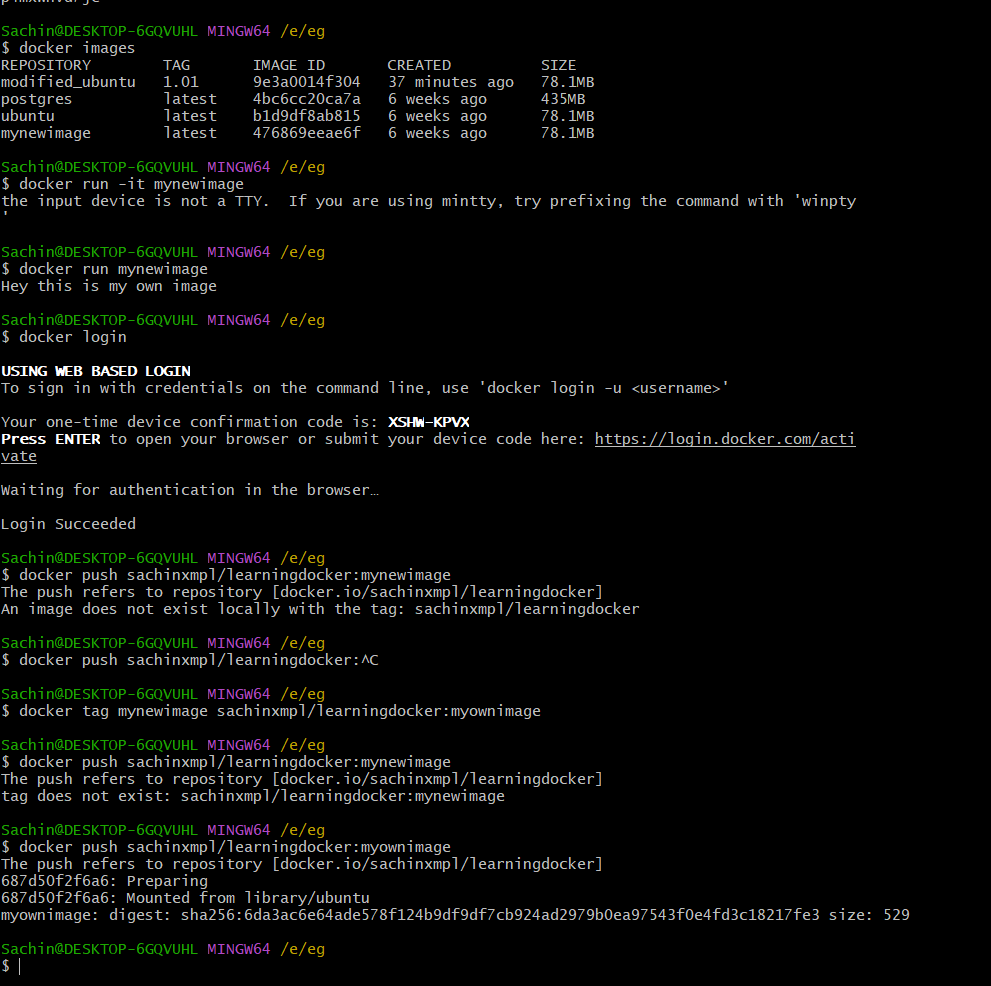 Sachin@DESKTOP-6GQVUHL MINGW64 /e/eg
$ docker images
REPOSITORY TAG IMAGE ID CREATED SIZE
modified_ubuntu 1.01 9e3a0014f304 37 minutes ago 78.1MB
postgres latest 4bc6cc20ca7a 6 weeks ago 435MB
ubuntu latest b1d9df8ab815 6 weeks ago 78.1MB
mynewimage latest 476869eeae6f 6 weeks ago 78.1MB
Sachin@DESKTOP-6GQVUHL MINGW64 /e/eg
$ docker run -it mynewimage
the input device is not a TTY.  If you are using mintty, try prefixing the command with 'winpty
'
Sachin@DESKTOP-6GQVUHL MINGW64 /e/eg
$ docker run mynewimage
Hey this is my own image
Sachin@DESKTOP-6GQVUHL MINGW64 /e/eg
$ docker login
USING WEB BASED LOGIN
To sign in with credentials on the command line, use 'docker login -u <username>'
Your one-time device confirmation code is: XSHW-KPVX
Press ENTER to open your browser or submit your device code here: https://login.docker.com/acti
vate
Waiting for authentication in the browser…
Login Succeeded
Sachin@DESKTOP-6GQVUHL MINGW64 /e/eg
$ docker push sachinxmpl/learningdocker:mynewimage
The push refers to repository [docker.io/sachinxmpl/learningdocker]
An image does not exist locally with the tag: sachinxmpl/learningdocker
Sachin@DESKTOP-6GQVUHL MINGW64 /e/eg
$ docker push sachinxmpl/learningdocker:^C
Sachin@DESKTOP-6GQVUHL MINGW64 /e/eg
$ docker tag mynewimage sachinxmpl/learningdocker:myownimage
Sachin@DESKTOP-6GQVUHL MINGW64 /e/eg
$ docker push sachinxmpl/learningdocker:mynewimage
The push refers to repository [docker.io/sachinxmpl/learningdocker]
tag does not exist: sachinxmpl/learningdocker:mynewimage
Sachin@DESKTOP-6GQVUHL MINGW64 /e/eg
$ docker push sachinxmpl/learningdocker:myownimage
The push refers to repository [docker.io/sachinxmpl/learningdocker]
687d50f2f6a6: Preparing
687d50f2f6a6: Mounted from library/ubuntu
myownimage: digest: sha256:6da3ac6e64ade578f124b9df9df7cb924ad2979b0ea97543f0e4fd3c18217fe3 size: 529
Sachin@DESKTOP-6GQVUHL MINGW64 /e/eg
$